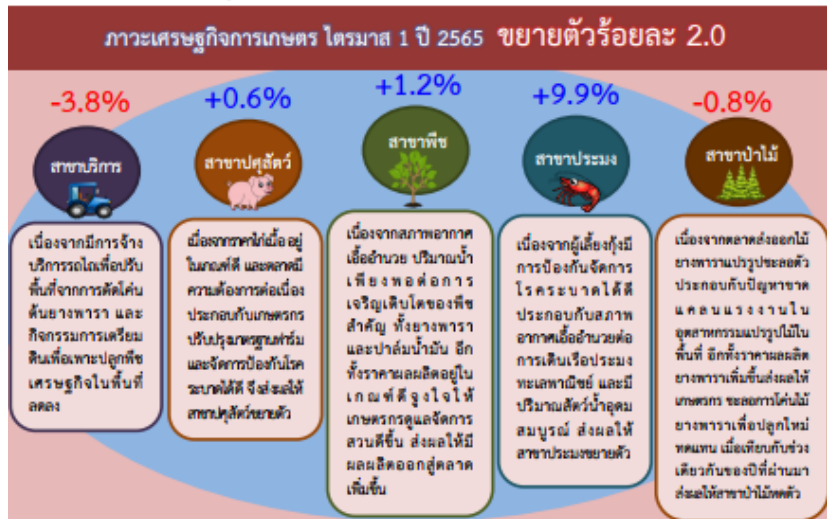 ภาวะเศรษฐกิจการเกษตร ไตรมาส 1 ปี 2565 ขยายตัวร้อยละ 2.0
-3.8%
สาขาบริการ
เนื่องจากมีการจ้าง
บริการรถไถเพื่อปรับ
พื้นที่จากการตัดโค่น
ต้นยางพารา และ
กิจกรรมการเตรียม
ดินเพื่อเพาะปลูกพืช
เศรษฐกิจในพื้นที่
ลดลง
+0.6%
สาขาปศุสัตว์
เนื่องจากราคาไก่เนื้อ อยู่
ในเกณฑ์ดี และตลาดมี
ความต้องการต่อเนื่อง
ประกอบกับเกษตรกร
ปรับปรุงมาตรฐานฟาร์ม
และจัดการป้องกันโรค
ระบาดได้ดี จึงส่งผลให้
สาขาปศุสัตว์ขยายตัว
+1.2%
สาขาพืช
เนื่องจากสภาพอากาศ
เอื้ออำนวย ปริมาณน้ำ
เพียงพอต่อการ
เจริญเติบโตของพืช
สำคัญ ทั้งยางพารา
และปาล์มน้ำมัน อีก
ทั้งราคาผลผลิตอยู่ใน
เกณฑ์ดีจูงใจให้
เกษตรกรดูแลจัดการ
สวนดีขึ้น ส่งผลให้มี
ผลผลิตออกสู่ตลาด
เพิ่มขึ้น
+9.9%
สาขาประมง
เนื่องจากผู้เลี้ยงกุ้งมี
การป้องกันจัดการ
โรคระบาดได้ดี
ประกอบกับสภาพ
อากาศเอื้ออำนวยต่อ
การเดินเรือประมง
ทะเลพาณิชย์ และมี
ปริมาณสัตว์น้ำอุดม
สมบูรณ์ ส่งผลให้
สาขาประมงขยายตัว
-0.8%
สาขาป่าไม้
เนื่องจากตลาดส่งออกไม้
ยางพาราแปรรูปชะลอตัว
ประกอบกับปัญหาขาด
แคลนแรงงานใน
อุตสาหกรรมแปรรูปไม้ใน
พื้นที่ อีกทั้งราคาผลผลิต
ยางพาราเพิ่มขึ้นส่งผลให้
เกษตรกร ชะลอการโค่นไม้
ยางพาราเพื่อปลูกใหม่
ทดแทน เมื่อเทียบกับช่วง
เดียวกันของปีที่ผ่านมา
ส่งผลให้สาขาป่าไม้หดตัว